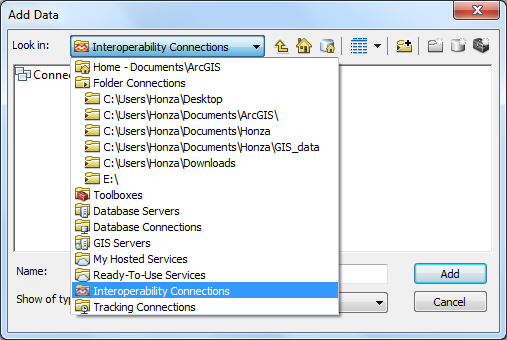 Add Data
Look in:
Interoperability Connections
Home - Documents\ArcGIS
Folder Connections
C:\Users\Honza\Desktop
C:\Users\Honza\Documents\ArcGIS\
C:\Users\Honza\Documents\Honza
C:\Users\Honza\Documents\Honza\GIS_data
C:\Users\Honza\Downloads
E:\
Toolboxes
Database Servers
Database Connections
GIS Servers
My Hosted Services
Ready-To-Use Services
Interoperability Connections
Tracking Connections
Connec
Name:
Add
Show of typ
Cancel